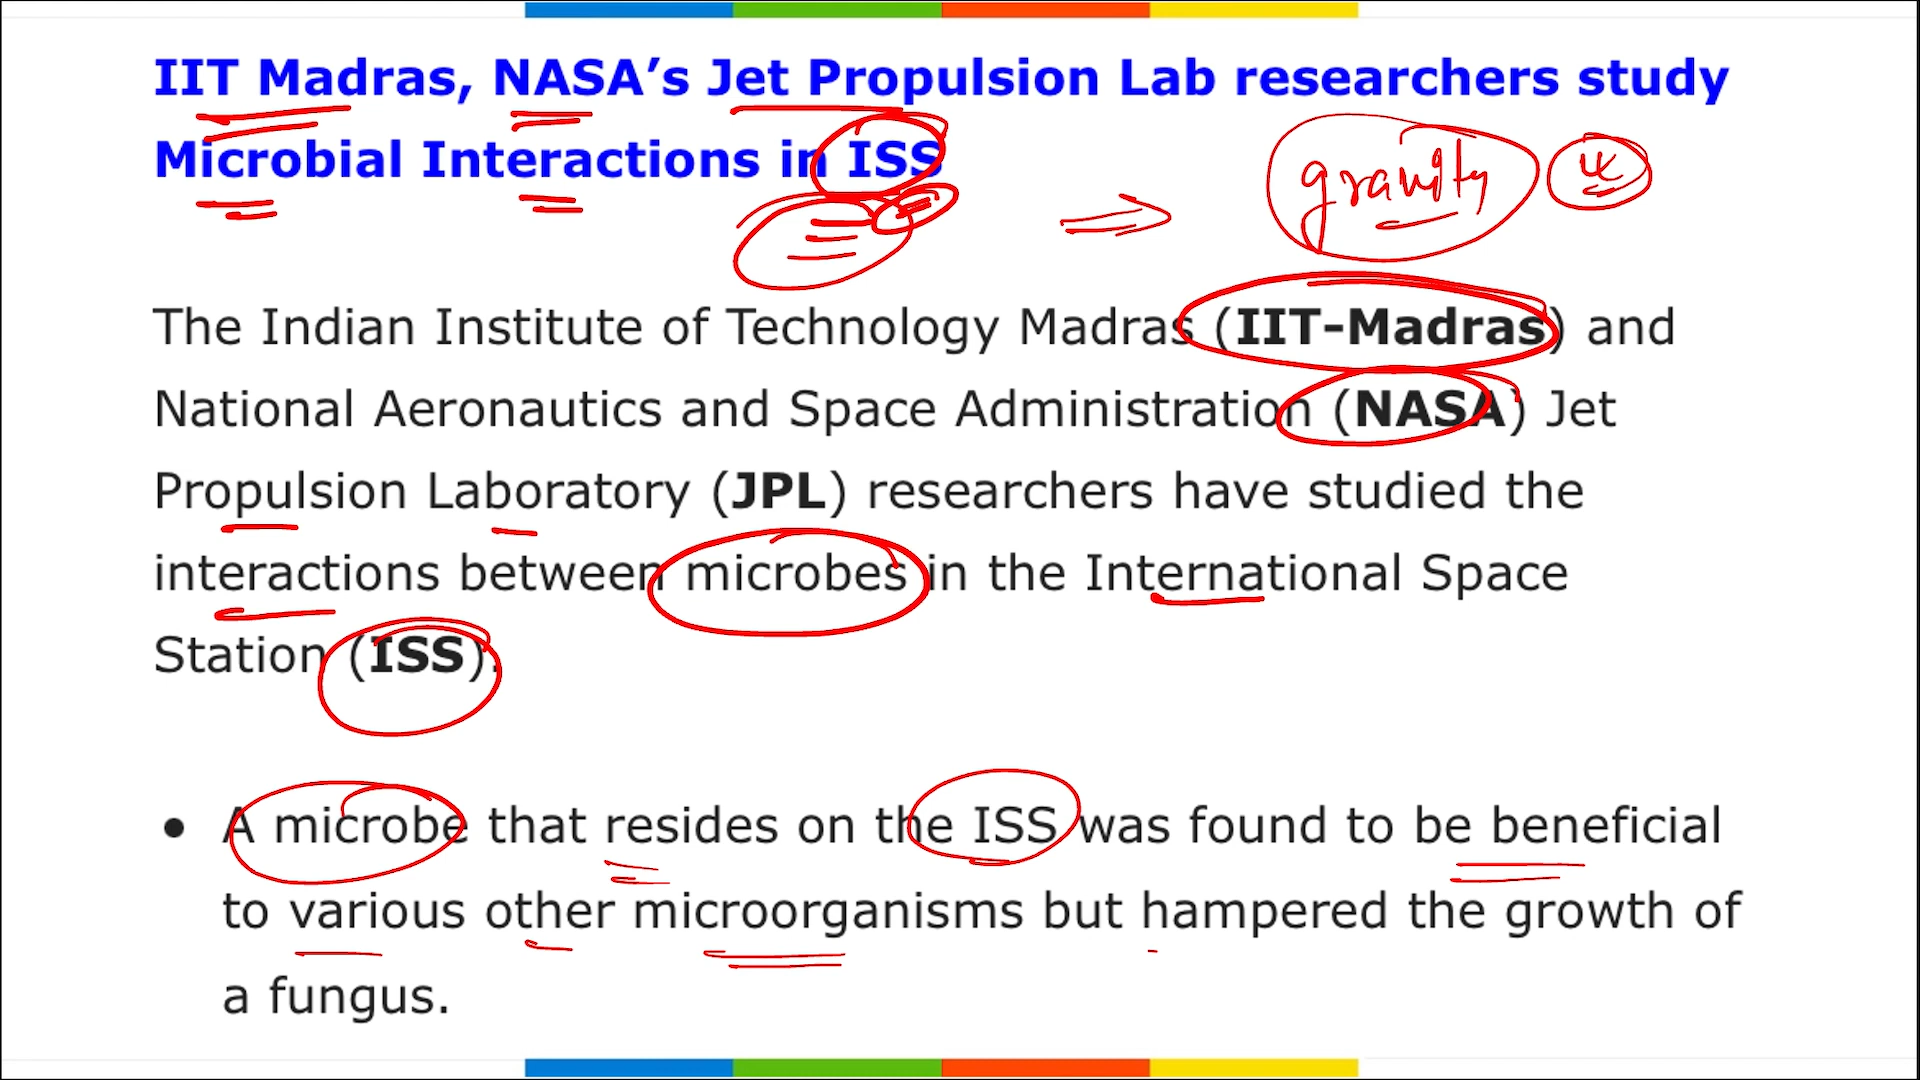 IIT Madras, NASA’s Jet Propulsion Lab researchers study
Microbial Interactions in ISS
gravity
The Indian Institute of Technology Madras (IIT-Madras) and
National Aeronautics and Space Administration (NASA) Jet
Propulsion Laboratory (JPL) researchers have studied the
interactions between microbes in the International Space
Station (ISS).
• A microbe that resides on the ISS was found to be beneficial
to various other microorganisms but hampered the growth of
a fungus.